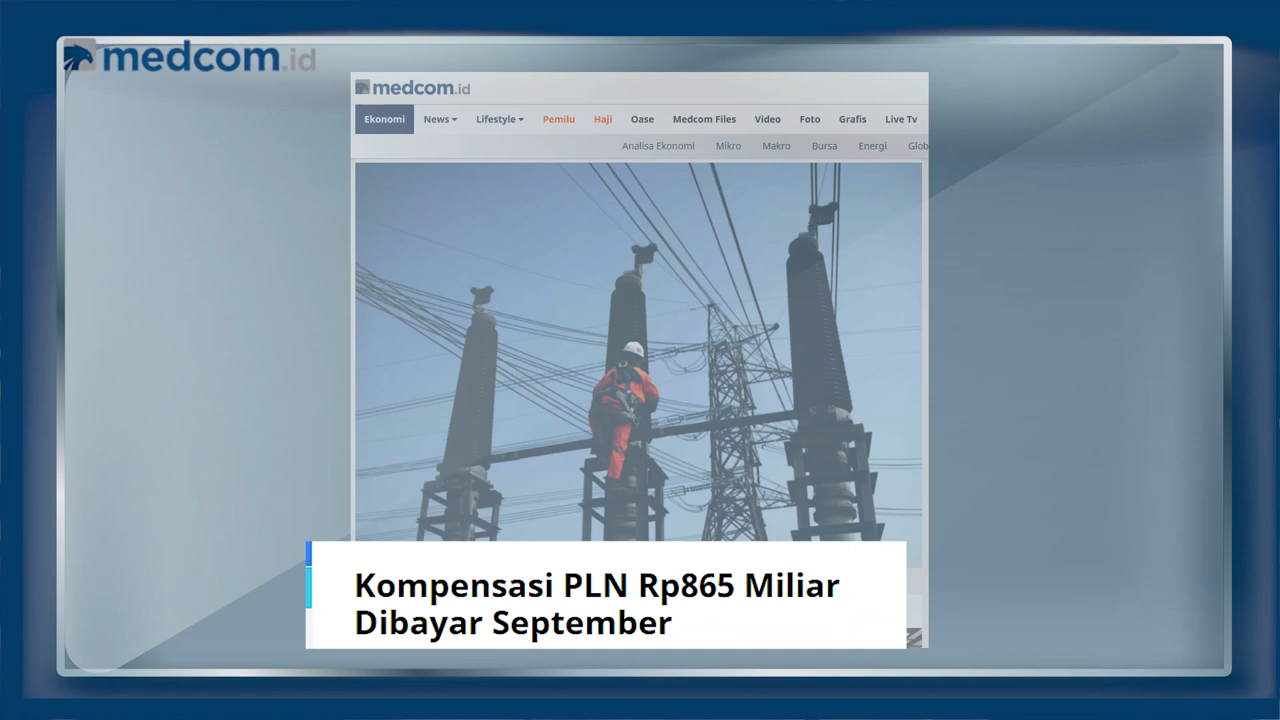 medcom.id
medcom.id
Ekonomi News Lifestyle Pemilu Haji Oase Medcom Files Video Foto Grafis Live Tv
Analisa Ekonomi Mikro Makro Bursa Energi Glob
Kompensasi PLN Rp865 Miliar
Dibayar September